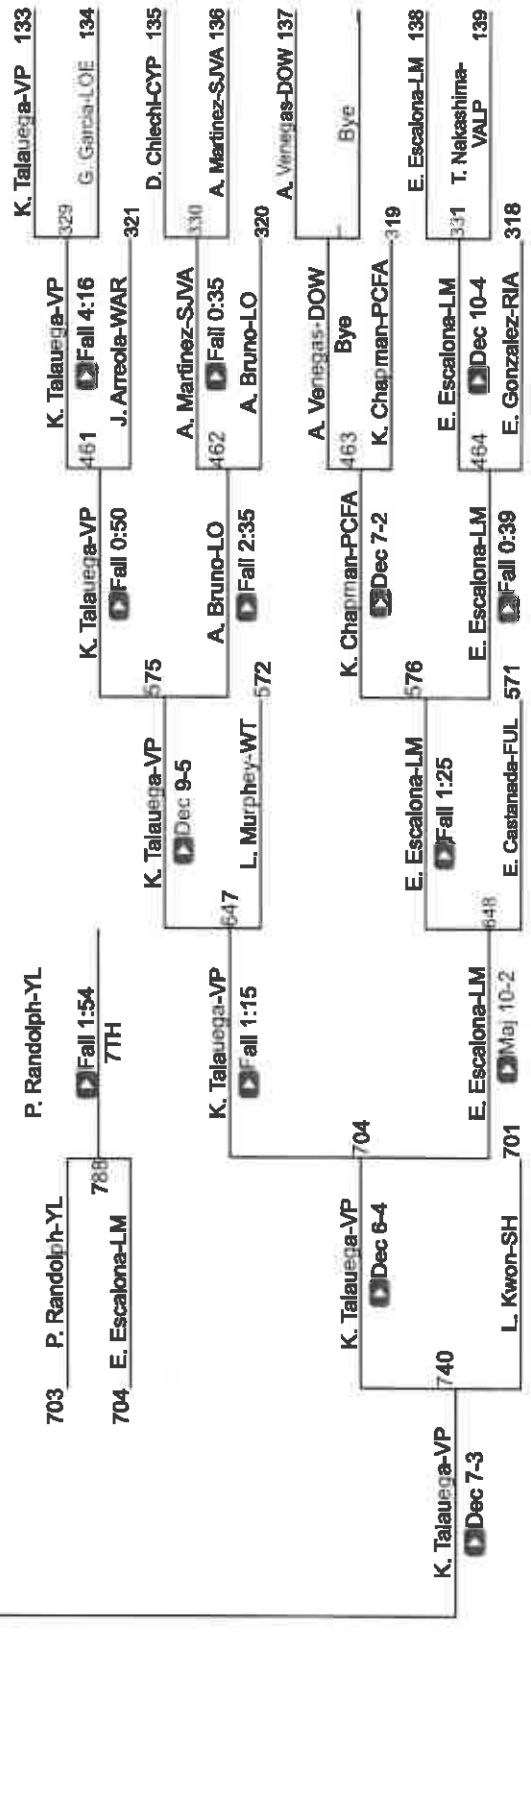 K. Talauega-VP 133
329
G. Garcia-LOE 134
D. Chiechi-CYP 135
330
A. Martinez-SJVA 136
A. Venegas-DOW 137
Bye
E. Escalona-LM 138
331
T. Nakashima-
VALP
139
K. Talauega-VP
461
Fall 4:16
J. Arreola-WAR 321
A. Martinez-SJVA
462
Fall 0:35
A. Bruno-LO 320
A. Venegas-DOW
463
Bye
K. Chapman-PCFA 319
E. Escalona-LM
464
Dec 10-4
E. Gonzalez-RIA 318
K. Talauega-VP
Fall 0:50
575
A. Bruno-LO
Fall 2:35
K. Chapman-PCFA
Dec 7-2
576
E. Escalona-LM
Fall 0:39
K. Talauega-VP
Dec 9-5
647
L. Murphey-WT 572
E. Escalona-LM
Fall 1:25
648
E. Castanada-FUL 571
P. Randolph-YL
Fall 1:54
7TH
K. Talauega-VP
Fall 1:15
704
E. Escalona-LM
Maj 10-2
703 P. Randolph-YL
788
704 E. Escalona-LM
K. Talauega-VP
Dec 6-4
740
L. Kwon-SH 701
K. Talauega-VP
Dec 7-3